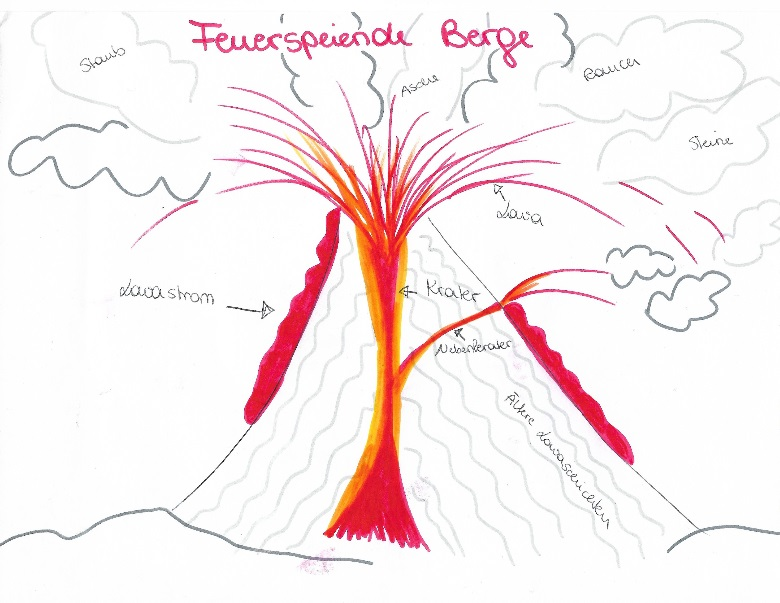 Feuerspeiende Berge
Staub
Asche
Rauch
Steine
Lava
Lavastrom
Krater
Nebenkrater
Ältere Lavaschichten